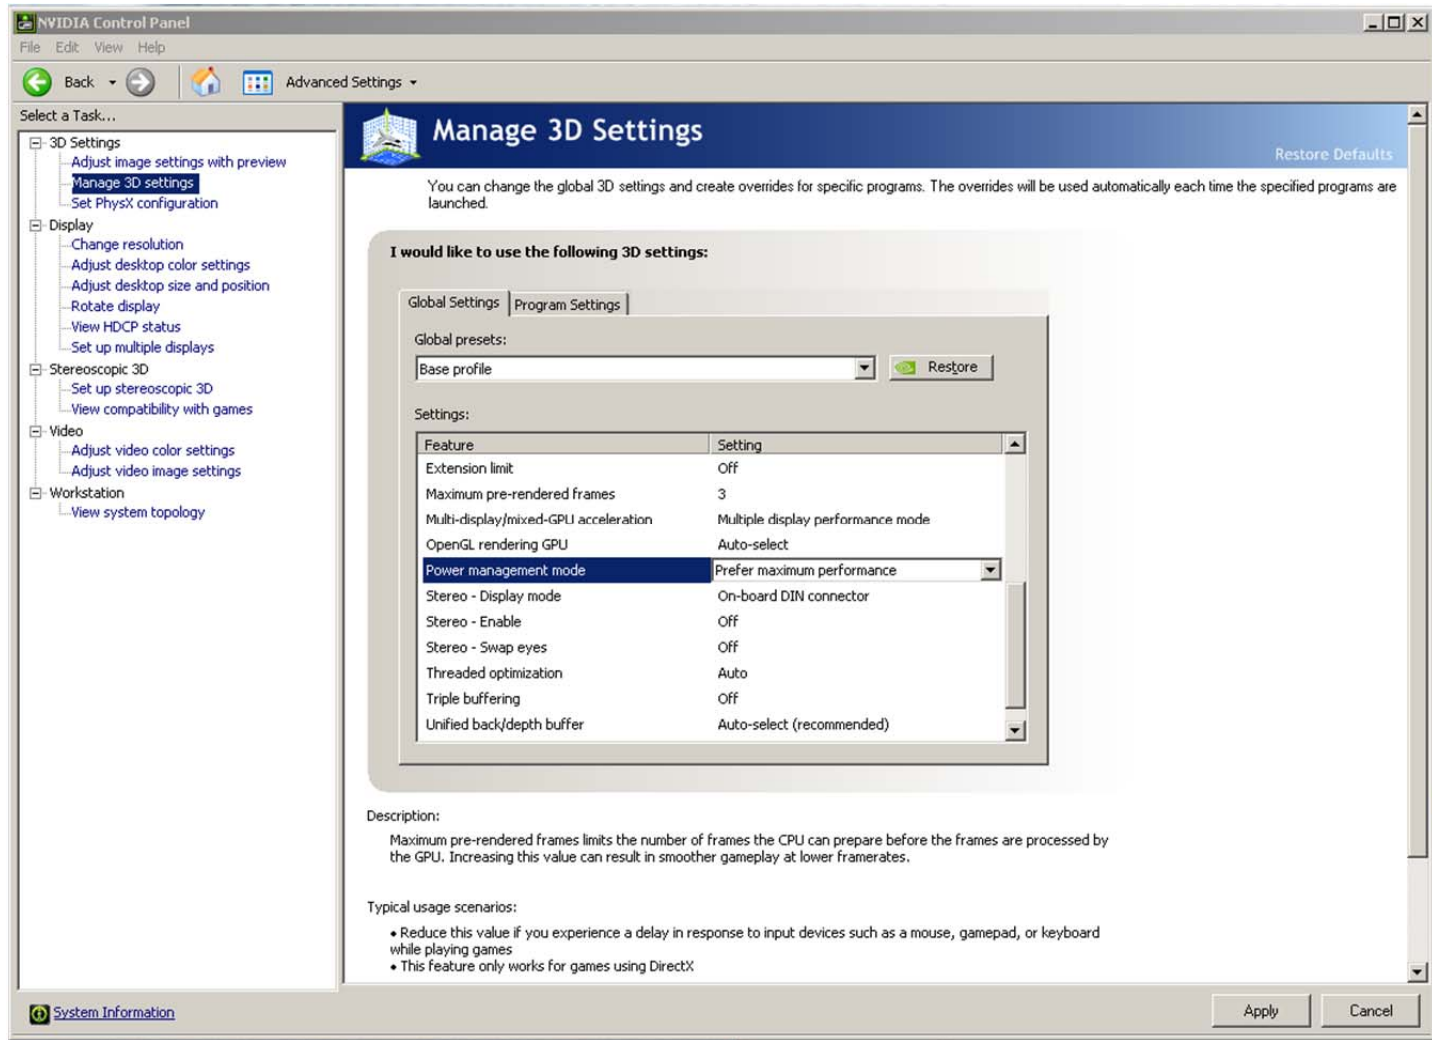 NVIDIA Control Panel
File Edit View Help
Back Advanced Settings
Select a Task...
3D Settings
Adjust image settings with preview
Manage 3D settings
Set PhysX configuration
Display
Change resolution
Adjust desktop color settings
Adjust desktop size and position
Rotate display
View HDCP status
Set up multiple displays
Stereoscopic 3D
Set up stereoscopic 3D
View compatibility with games
Video
Adjust video color settings
Adjust video image settings
Workstation
View system topology
Manage 3D Settings
Restore Defaults
You can change the global 3D settings and create overrides for specific programs. The overrides will be used automatically each time the specified programs are
launched.
I would like to use the following 3D settings:
Global Settings Program Settings
Global presets:
Base profile Restore
Settings:
Feature Setting
Extension limit Off
Maximum pre-rendered frames 3
Multi-display/mixed-GPU acceleration Multiple display performance mode
OpenGL rendering GPU Auto-select
Power management mode Prefer maximum performance
Stereo - Display mode On-board DIN connector
Stereo - Enable Off
Stereo - Swap eyes Off
Threaded optimization Auto
Triple buffering Off
Unified back/depth buffer Auto-select (recommended)
Description:
Maximum pre-rendered frames limits the number of frames the CPU can prepare before the frames are processed by
the GPU. Increasing this value can result in smoother gameplay at lower framerates.
Typical usage scenarios:
• Reduce this value if you experience a delay in response to input devices such as a mouse, gamepad, or keyboard
while playing games
• This feature only works for games using DirectX
System Information
Apply Cancel